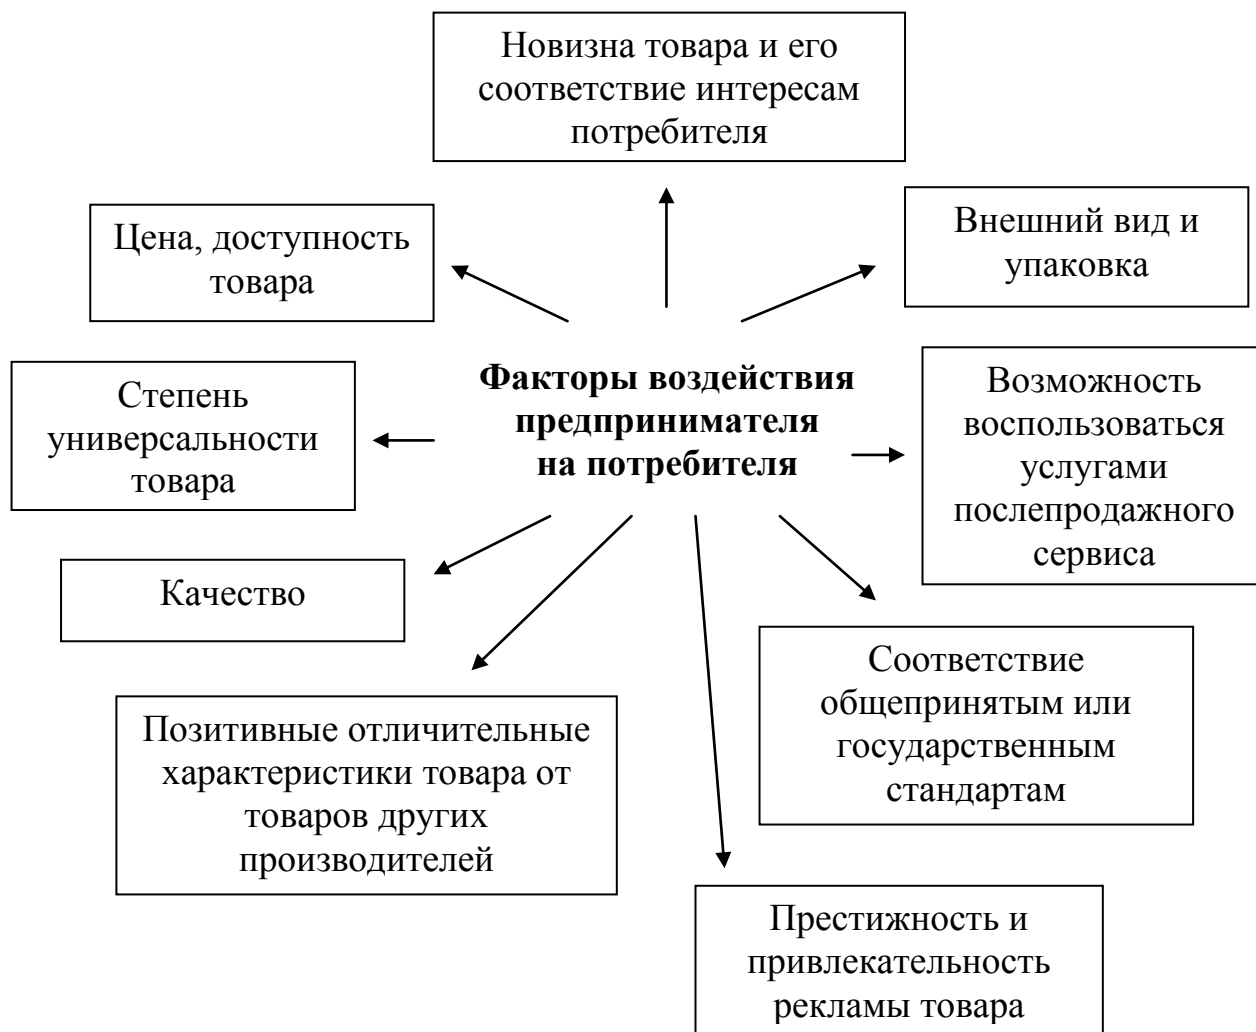 Новизна товара и его
соответствие интересам
потребителя
Цена, доступность
товара
Внешний вид и
упаковка
Степень
универсальности
товара
Факторы воздействия
предпринимателя
на потребителя
Возможность
воспользоваться
услугами
послепродажного
сервиса
Качество
Соответствие
общепринятым или
государственным
стандартам
Позитивные отличительные
характеристики товара от
товаров других
производителей
Престижность и
привлекательность
рекламы товара